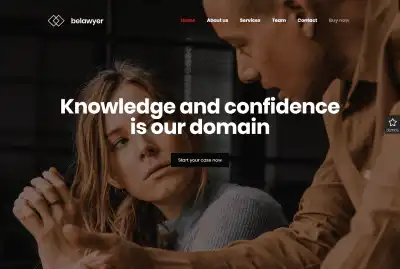 belawyer
Home About us Services Team Contact Buy now
Knowledge and confidence
is our domain
Start your case now